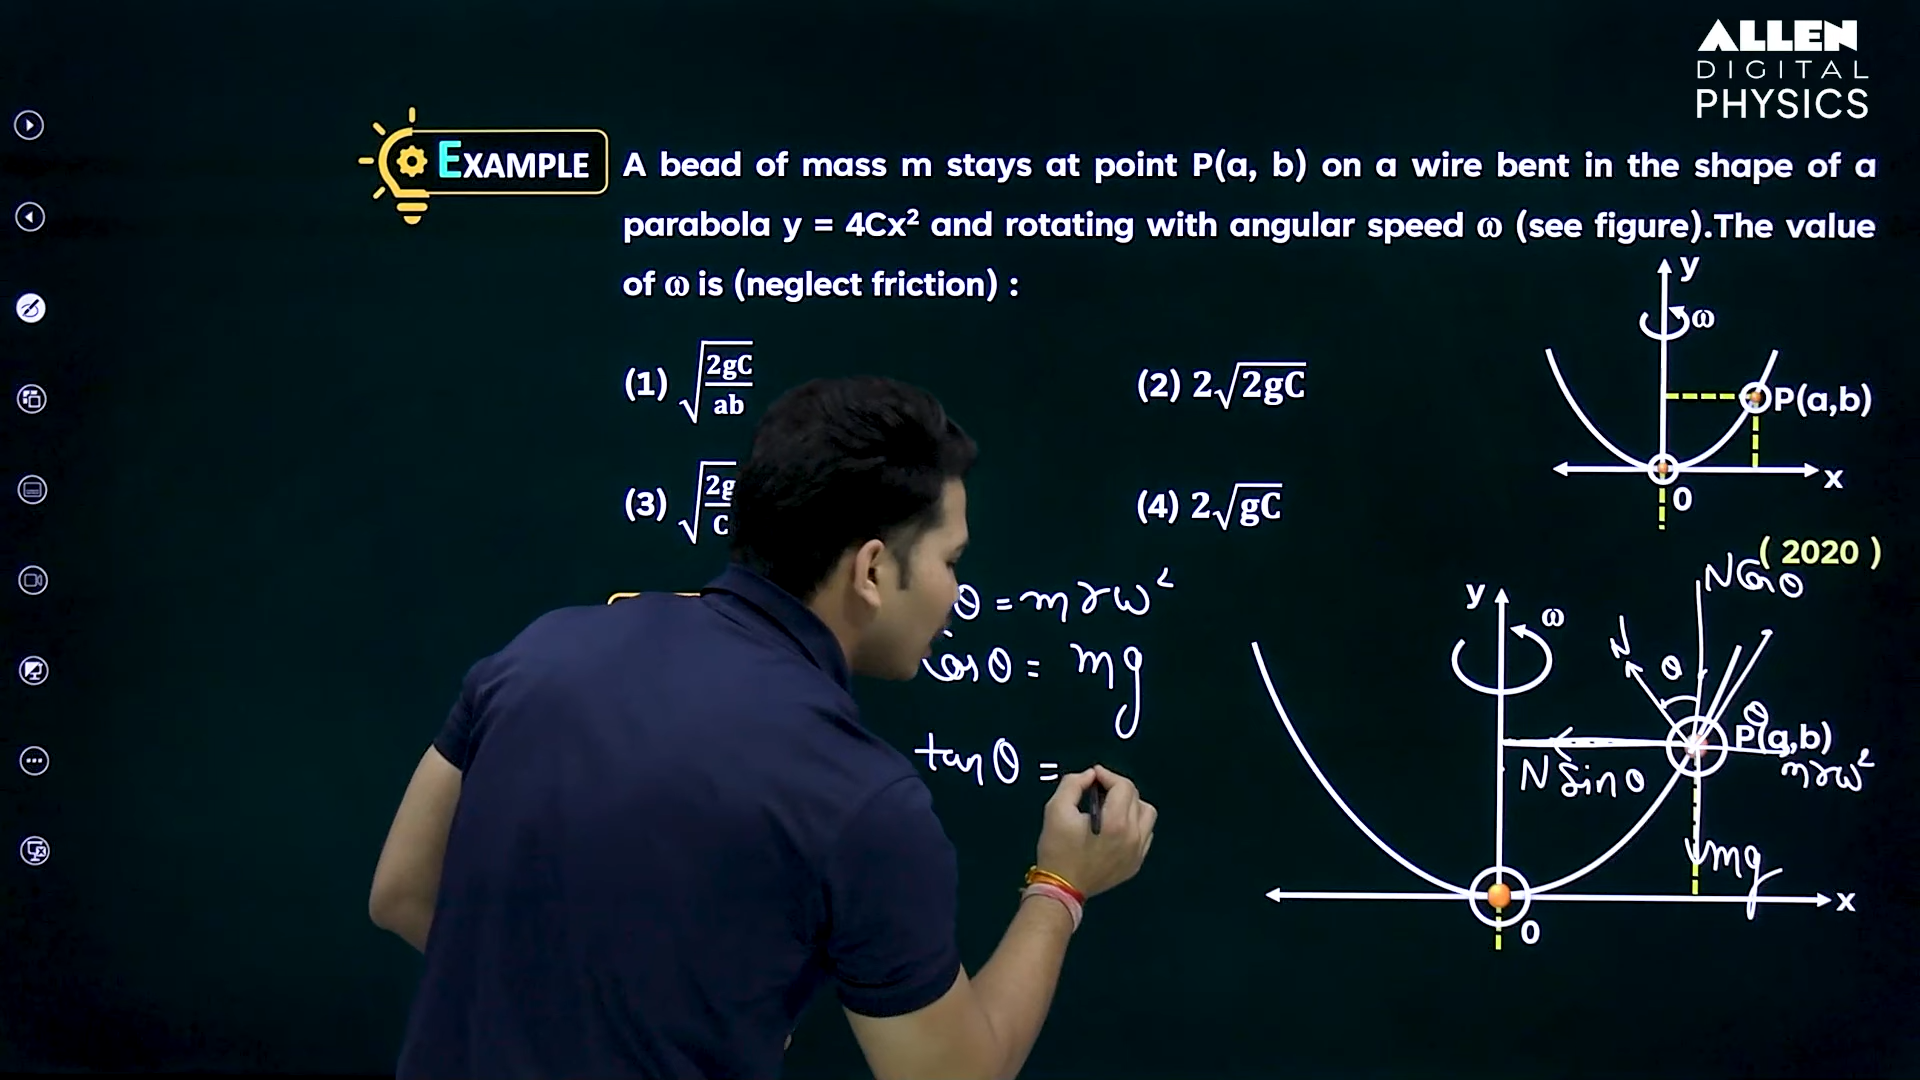 ALLEN
DIGITAL
PHYSICS
EXAMPLE
A bead of mass m stays at point P(a, b) on a wire bent in the shape of a
parabola y = 4Cx² and rotating with angular speed ω (see figure).The value
of ω is (neglect friction) :
(1) √(2gC/ab)
(2) 2√2gC
(3) √(2g/C
(4) 2√gC
y
ω
P(a,b)
x
0
( 2020 )
θ = mrω²
cosθ = mg
tanθ =
y
ω
N
θ
Ncosθ
θ
P(a,b)
mrω²
N sinθ
mg
x
0